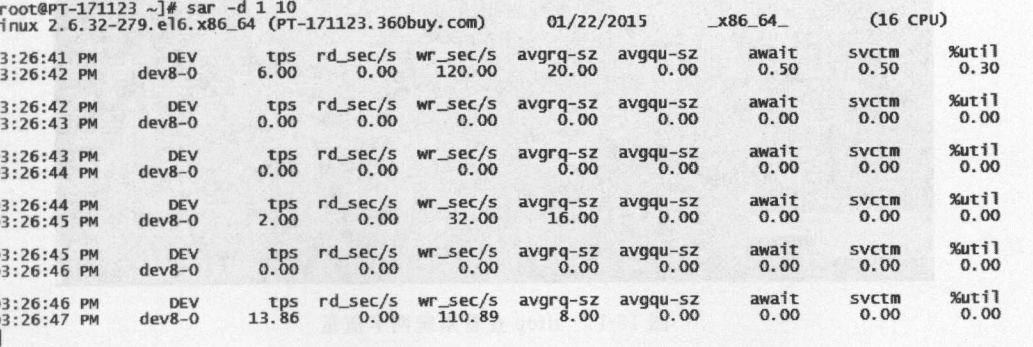 root@PT-171123 ~]# sar -d 1 10
inux 2.6.32-279.el6.x86_64 (PT-171123.360buy.com) 01/22/2015 _x86_64_ (16 CPU)
3:26:41 PM DEV tps rd_sec/s wr_sec/s avgrq-sz avgqu-sz await svctm %util
3:26:42 PM dev8-0 6.00 0.00 120.00 20.00 0.00 0.50 0.50 0.30
3:26:42 PM DEV tps rd_sec/s wr_sec/s avgrq-sz avgqu-sz await svctm %util
3:26:43 PM dev8-0 0.00 0.00 0.00 0.00 0.00 0.00 0.00 0.00
3:26:43 PM DEV tps rd_sec/s wr_sec/s avgrq-sz avgqu-sz await svctm %util
3:26:44 PM dev8-0 0.00 0.00 0.00 0.00 0.00 0.00 0.00 0.00
3:26:44 PM DEV tps rd_sec/s wr_sec/s avgrq-sz avgqu-sz await svctm %util
3:26:45 PM dev8-0 2.00 0.00 32.00 16.00 0.00 0.00 0.00 0.00
3:26:45 PM DEV tps rd_sec/s wr_sec/s avgrq-sz avgqu-sz await svctm %util
3:26:46 PM dev8-0 0.00 0.00 0.00 0.00 0.00 0.00 0.00 0.00
3:26:46 PM DEV tps rd_sec/s wr_sec/s avgrq-sz avgqu-sz await svctm %util
3:26:47 PM dev8-0 13.86 0.00 110.89 8.00 0.00 0.00 0.00 0.00